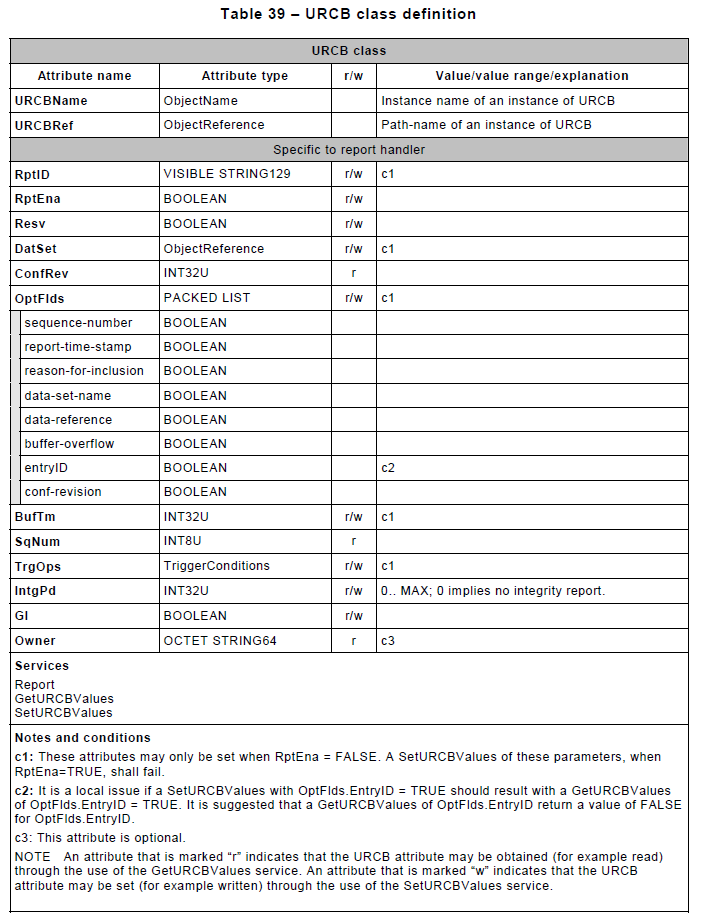 Table 39 – URCB class definition
URCB class
Attribute name Attribute type r/w Value/value range/explanation
URCBName ObjectName Instance name of an instance of URCB
URCBRef ObjectReference Path-name of an instance of URCB
Specific to report handler
RptID VISIBLE STRING129 r/w c1
RptEna BOOLEAN r/w
Resv BOOLEAN r/w
DatSet ObjectReference r/w c1
ConfRev INT32U r
OptFlds PACKED LIST r/w c1
sequence-number BOOLEAN
report-time-stamp BOOLEAN
reason-for-inclusion BOOLEAN
data-set-name BOOLEAN
data-reference BOOLEAN
buffer-overflow BOOLEAN
entryID BOOLEAN c2
conf-revision BOOLEAN
BufTm INT32U r/w c1
SqNum INT8U r
TrgOps TriggerConditions r/w c1
IntgPd INT32U r/w 0.. MAX; 0 implies no integrity report.
GI BOOLEAN r/w
Owner OCTET STRING64 r c3
Services
Report
GetURCBValues
SetURCBValues
Notes and conditions
c1: These attributes may only be set when RptEna = FALSE. A SetURCBValues of these parameters, when
RptEna=TRUE, shall fail.
c2: It is a local issue if a SetURCBValues with OptFlds.EntryID = TRUE should result with a GetURCBValues
of OptFlds.EntryID = TRUE. It is suggested that a GetURCBValues of OptFlds.EntryID return a value of FALSE
for OptFlds.EntryID.
c3: This attribute is optional.
NOTE An attribute that is marked “r” indicates that the URCB attribute may be obtained (for example read)
through the use of the GetURCBValues service. An attribute that is marked “w” indicates that the URCB
attribute may be set (for example written) through the use of the SetURCBValues service.